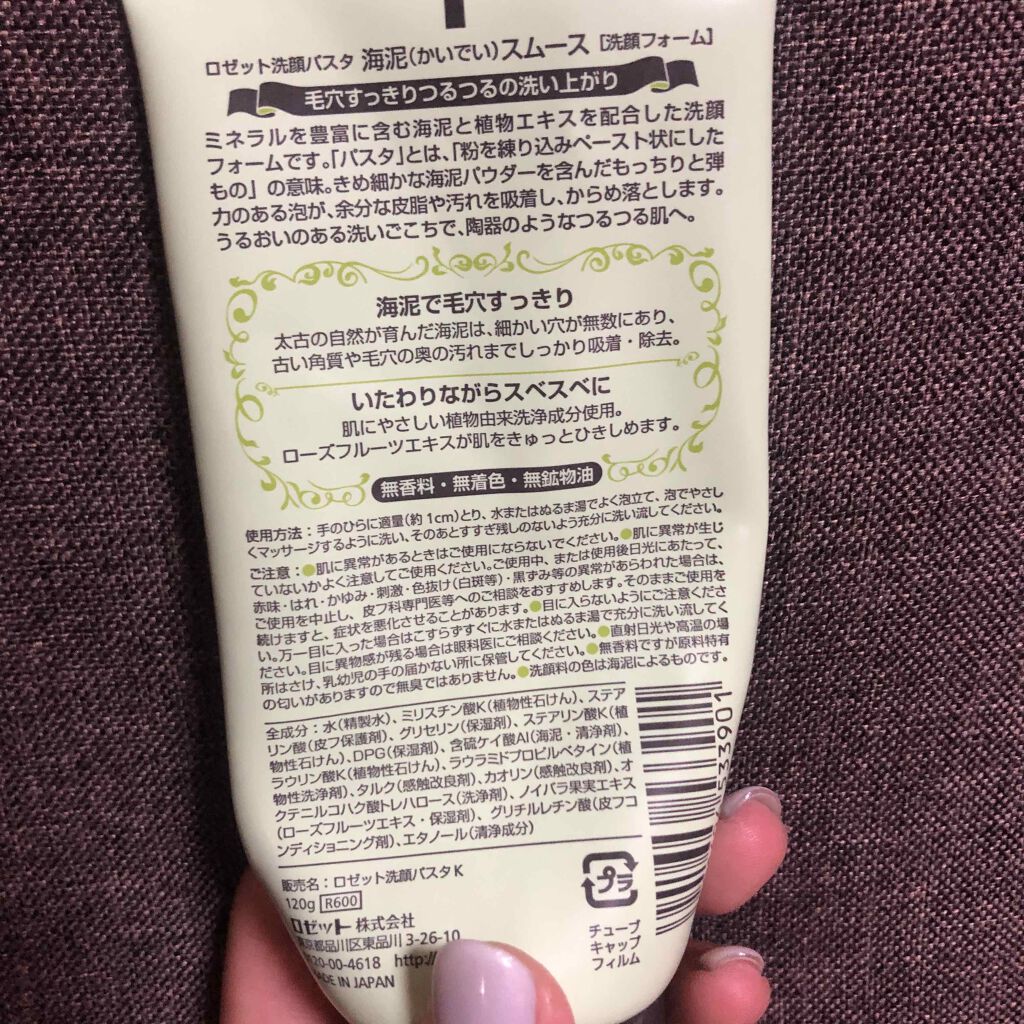 ロゼット洗顔パスタ 海泥(かいでい)スムース [洗顔フォーム]
毛穴すっきりつるつるの洗い上がり
ミネラルを豊富に含む海泥と植物エキスを配合した洗顔
フォームです。「パスタ」とは、「粉を練り込みペースト状にした
もの」の意味。きめ細かな海泥パウダーを含んだもっちりと弾
力のある泡が、余分な皮脂や汚れを吸着し、からめ落とします。
うるおいのある洗いごこちで、陶器のようなつるつる肌へ。
海泥で毛穴すっきり
太古の自然が育んだ海泥は、細かい穴が無数にあり、
古い角質や毛穴の奥の汚れまでしっかり吸着・除去。
いたわりながらスベスベに
肌にやさしい植物由来洗浄成分使用。
ローズフルーツエキスが肌をきゅっとひきしめます。
無香料・無着色・無鉱物油
使用方法：手のひらに適量(約1cm)とり、水またはぬるま湯でよく泡立て、泡でやさし
くマッサージするように洗い、そのあとすすぎ残しのないよう充分に洗い流してください。
ご注意：●肌に異常があるときはご使用にならないでください。●肌に異常が生じ
ていないかよく注意してご使用ください。ご使用中、または使用後日光にあたって、
赤味・はれ・かゆみ・刺激・色抜け(白斑等)・黒ずみ等の異常があらわれた場合は、
ご使用を中止し、皮フ科専門医等へのご相談をおすすめします。そのままご使用を
続けますと、症状を悪化させることがあります。●目に入らないようにご注意くださ
い。万一目に入った場合はこすらずすぐに水またはぬるま湯で充分に洗い流してく
ださい。目に異物感が残る場合は眼科医にご相談ください。●直射日光や高温の場
所はさけ、乳幼児の手の届かない所に保管してください。●無香料ですが原料特有
の匂いがありますので無臭ではありません。●洗顔料の色は海泥によるものです。
全成分：水(精製水)、ミリスチン酸K(植物性石けん)、ステア
リン酸(皮フ保護剤)、グリセリン(保湿剤)、ステアリン酸K(植
物性石けん)、DPG(保湿剤)、含硫ケイ酸Al(海泥・清浄剤)、
ラウリン酸K(植物性石けん)、ラウラミドプロピルベタイン(植
物性洗浄剤)、タルク(感触改良剤)、カオリン(感触改良剤)、オ
クテニルコハク酸トレハロース(洗浄剤)、ノイバラ果実エキス
(ローズフルーツエキス・保湿剤)、グリチルレチン酸(皮フコ
ンディショニング剤)、エタノール(清浄成分)
533901
販売名：ロゼット洗顔パスタK
120g R600
プラ
ロゼット株式会社
東京都品川区東品川3-26-10
20-00-4618 http://
MADE IN JAPAN
チューブ
キャップ
フィルム